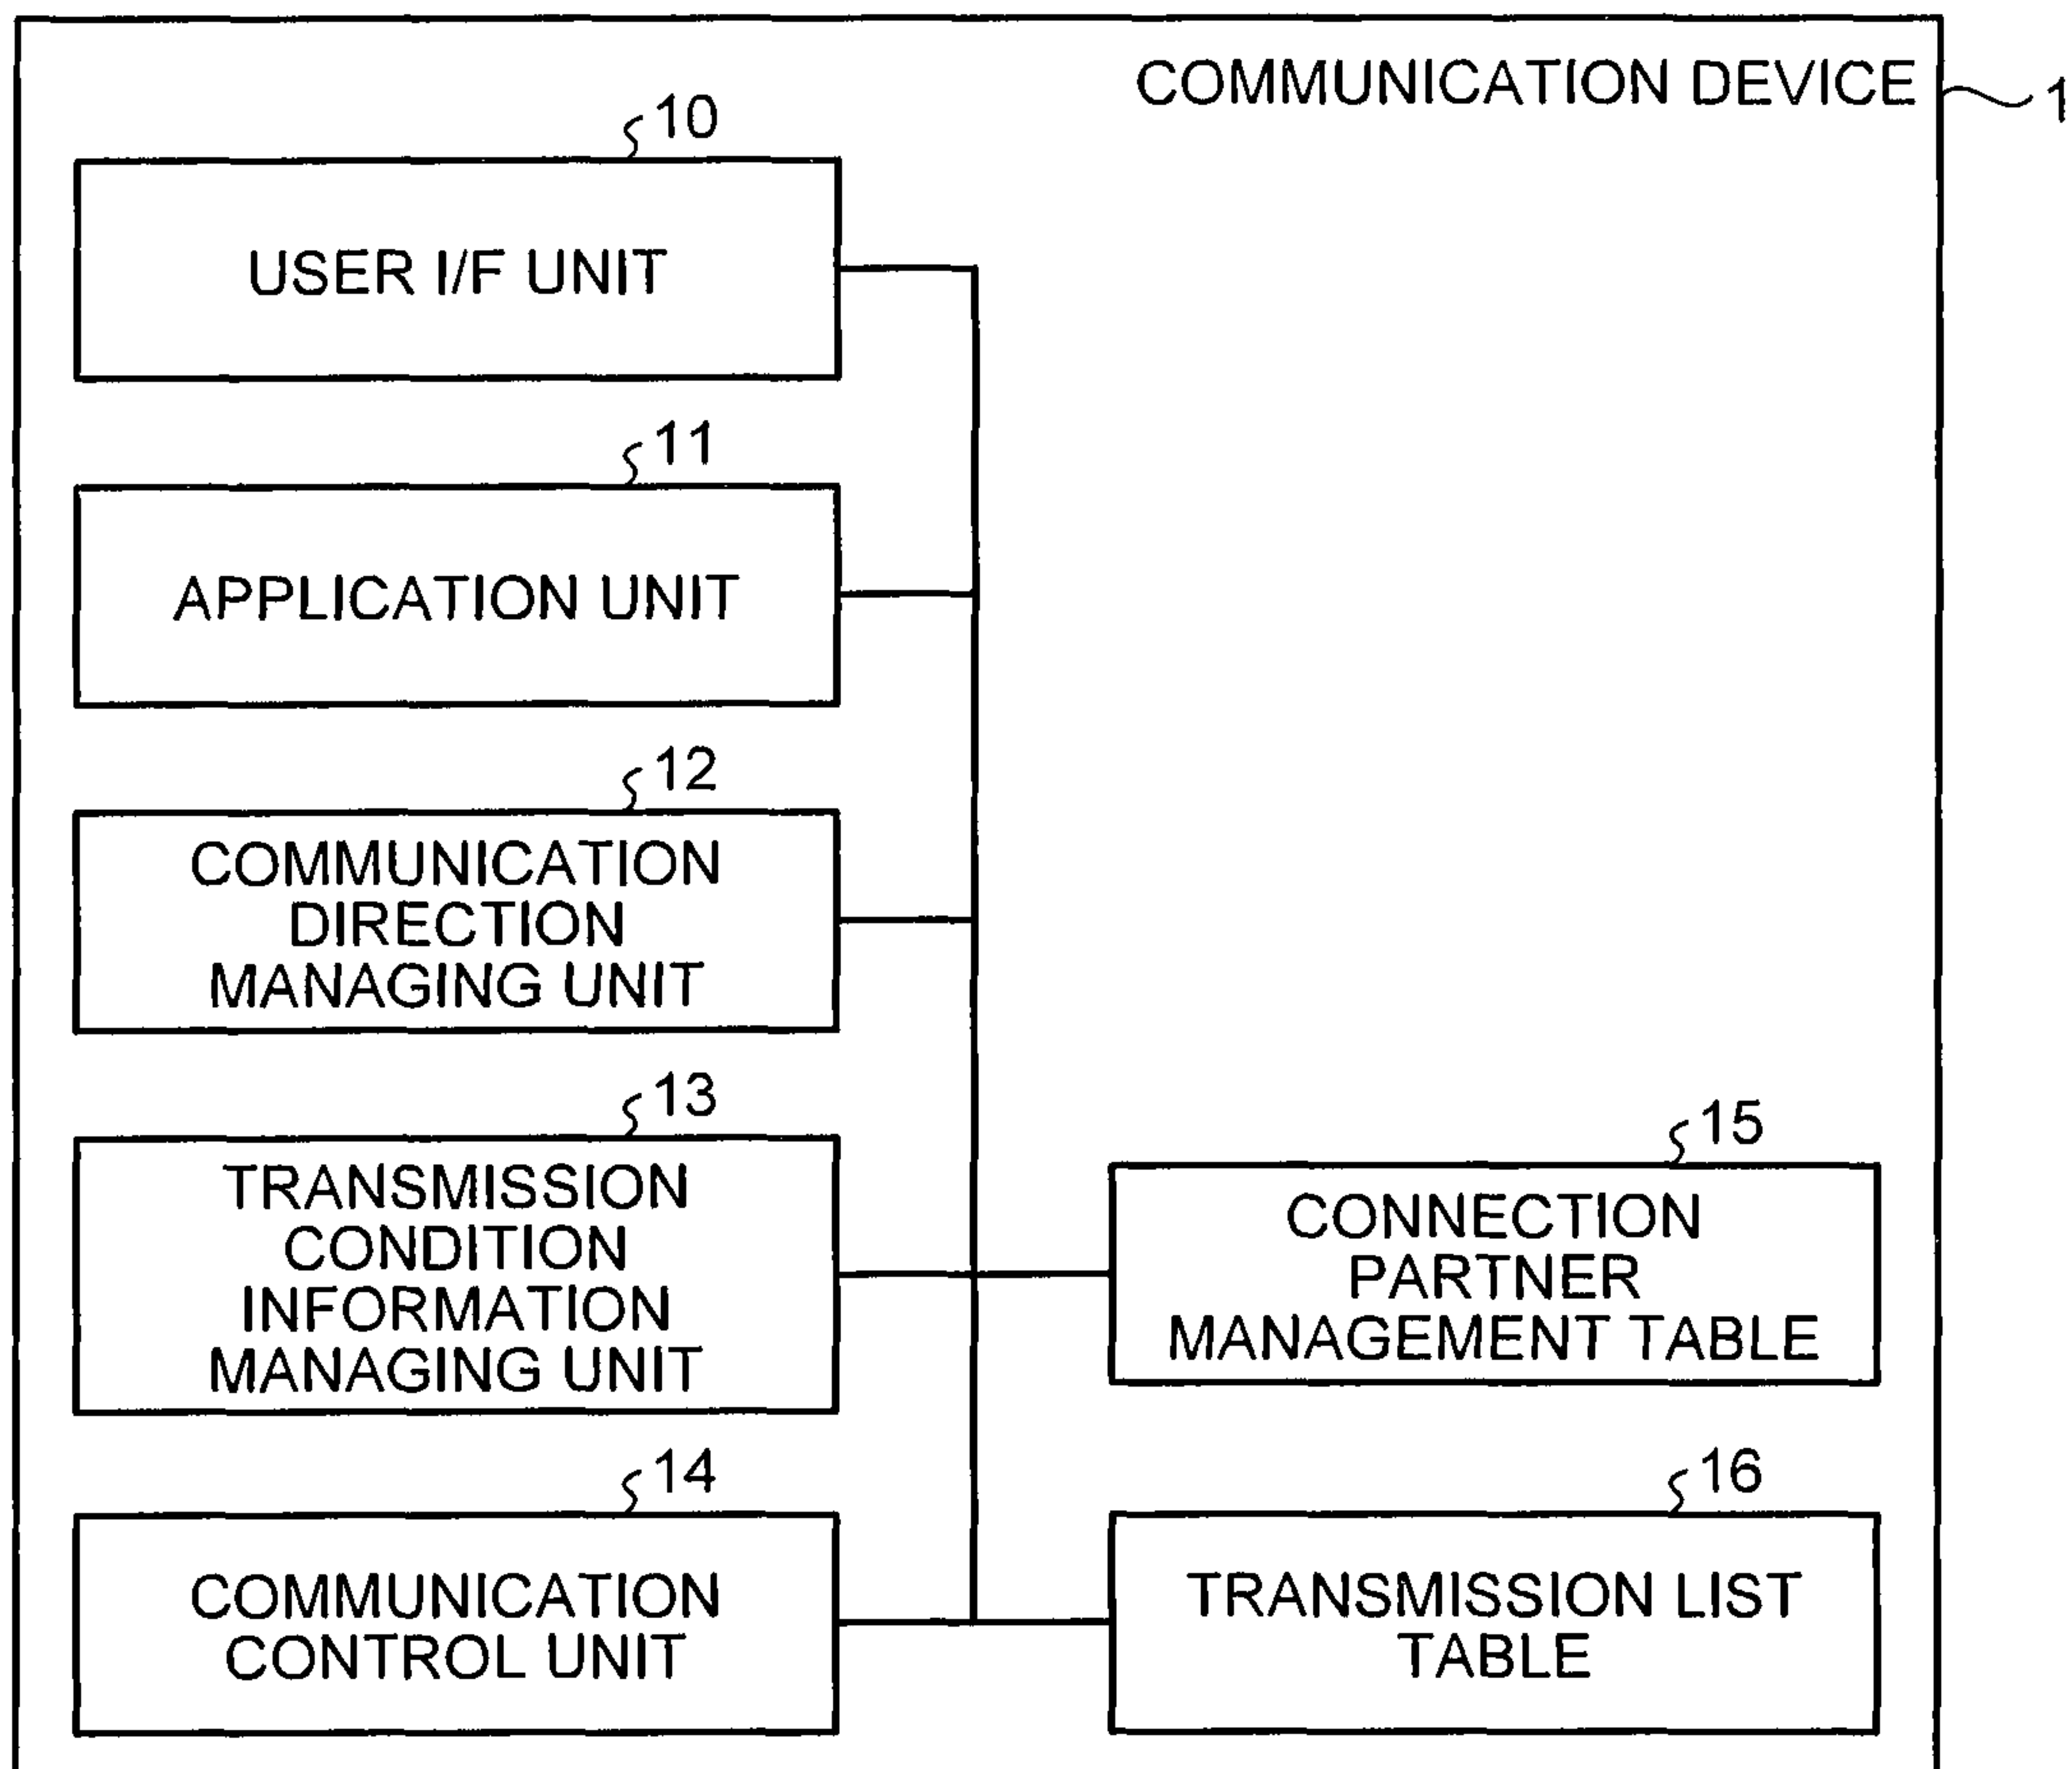 COMMUNICATION DEVICE
1
10
USER I/F UNIT
11
APPLICATION UNIT
12
COMMUNICATION
DIRECTION
MANAGING UNIT
13
TRANSMISSION
CONDITION
INFORMATION
MANAGING UNIT
15
CONNECTION
PARTNER
MANAGEMENT TABLE
14
COMMUNICATION
CONTROL UNIT
16
TRANSMISSION LIST
TABLE